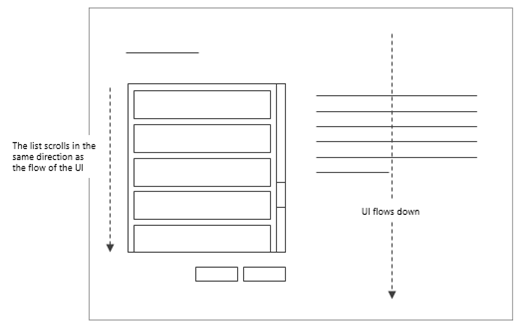 The list scrolls in the
same direction as
the flow of the UI
UI flows down